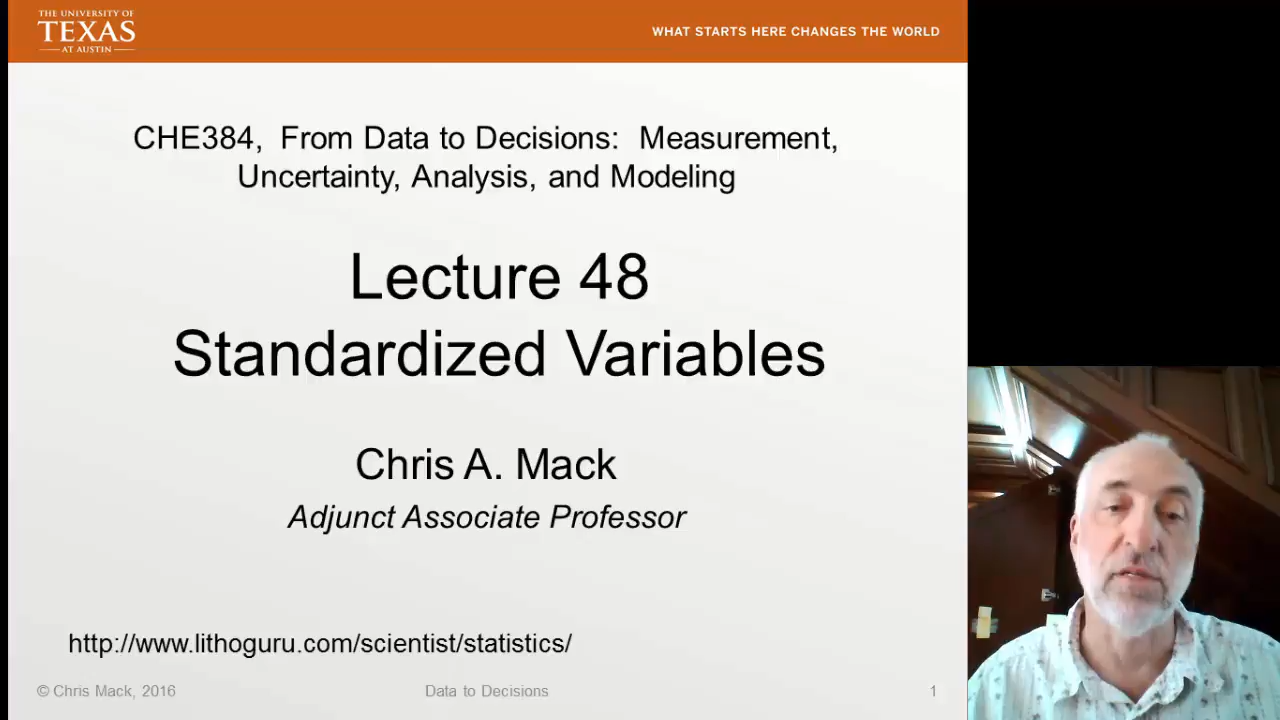 THE UNIVERSITY OF
TEXAS
AT AUSTIN
WHAT STARTS HERE CHANGES THE WORLD
CHE384,  From Data to Decisions:  Measurement,
Uncertainty, Analysis, and Modeling
Lecture 48
Standardized Variables
Chris A. Mack
Adjunct Associate Professor
http://www.lithoguru.com/scientist/statistics/
© Chris Mack, 2016
Data to Decisions
1